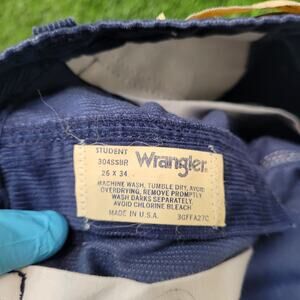 STUDENT
304SSBR
Wrangler
26 X 34
MACHINE WASH, TUMBLE DRY, AVOID
OVERDRYING, REMOVE PROMPTLY
WASH DARKS SEPARATELY.
AVOID CHLORINE BLEACH
MADE IN U.S.A. 3GFFA27C